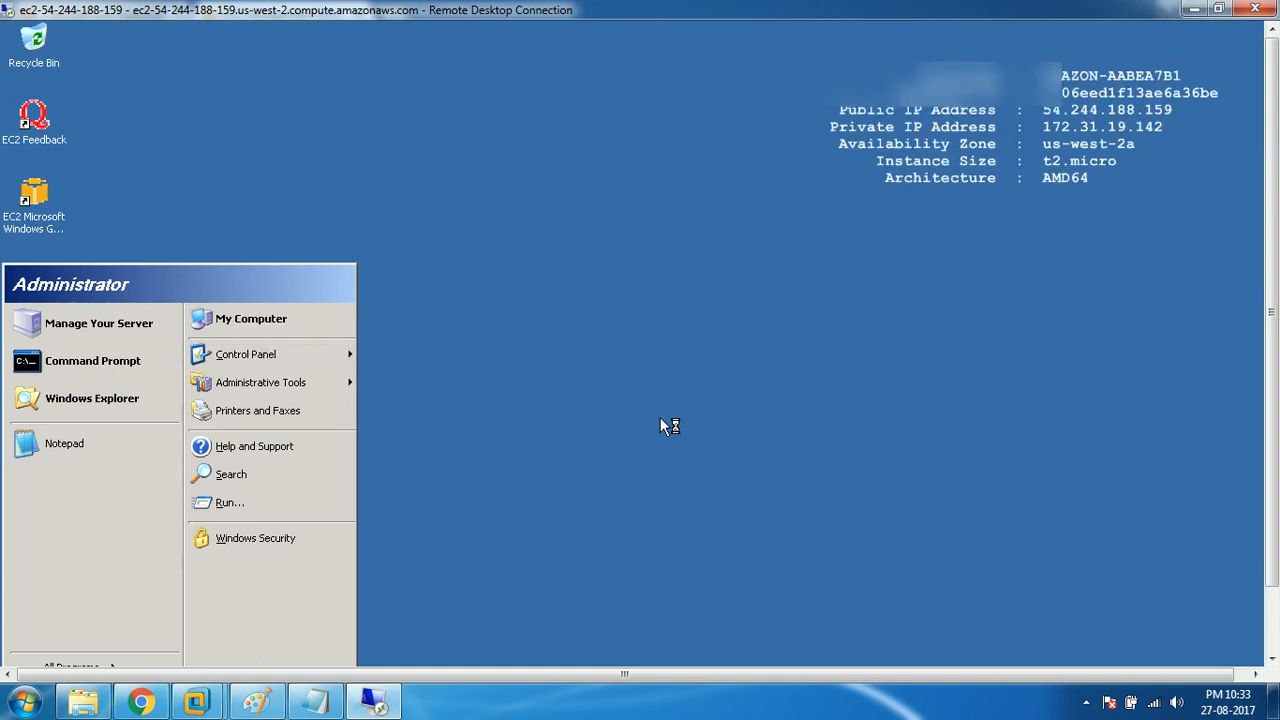 ec2-54-244-188-159 - ec2-54-244-188-159.us-west-2.compute.amazonaws.com - Remote Desktop Connection
Recycle Bin
EC2 Feedback
EC2 Microsoft
Windows G...
AZON-AABEA7B1
06eed1f13ae6a36be
Public IP Address : 54.244.188.159
Private IP Address : 172.31.19.142
Availability Zone : us-west-2a
Instance Size : t2.micro
Architecture : AMD64
Administrator
Manage Your Server
Command Prompt
Windows Explorer
Notepad
My Computer
Control Panel
Administrative Tools
Printers and Faxes
Help and Support
Search
Run...
Windows Security
All Programs
PM 10:33
27-08-2017